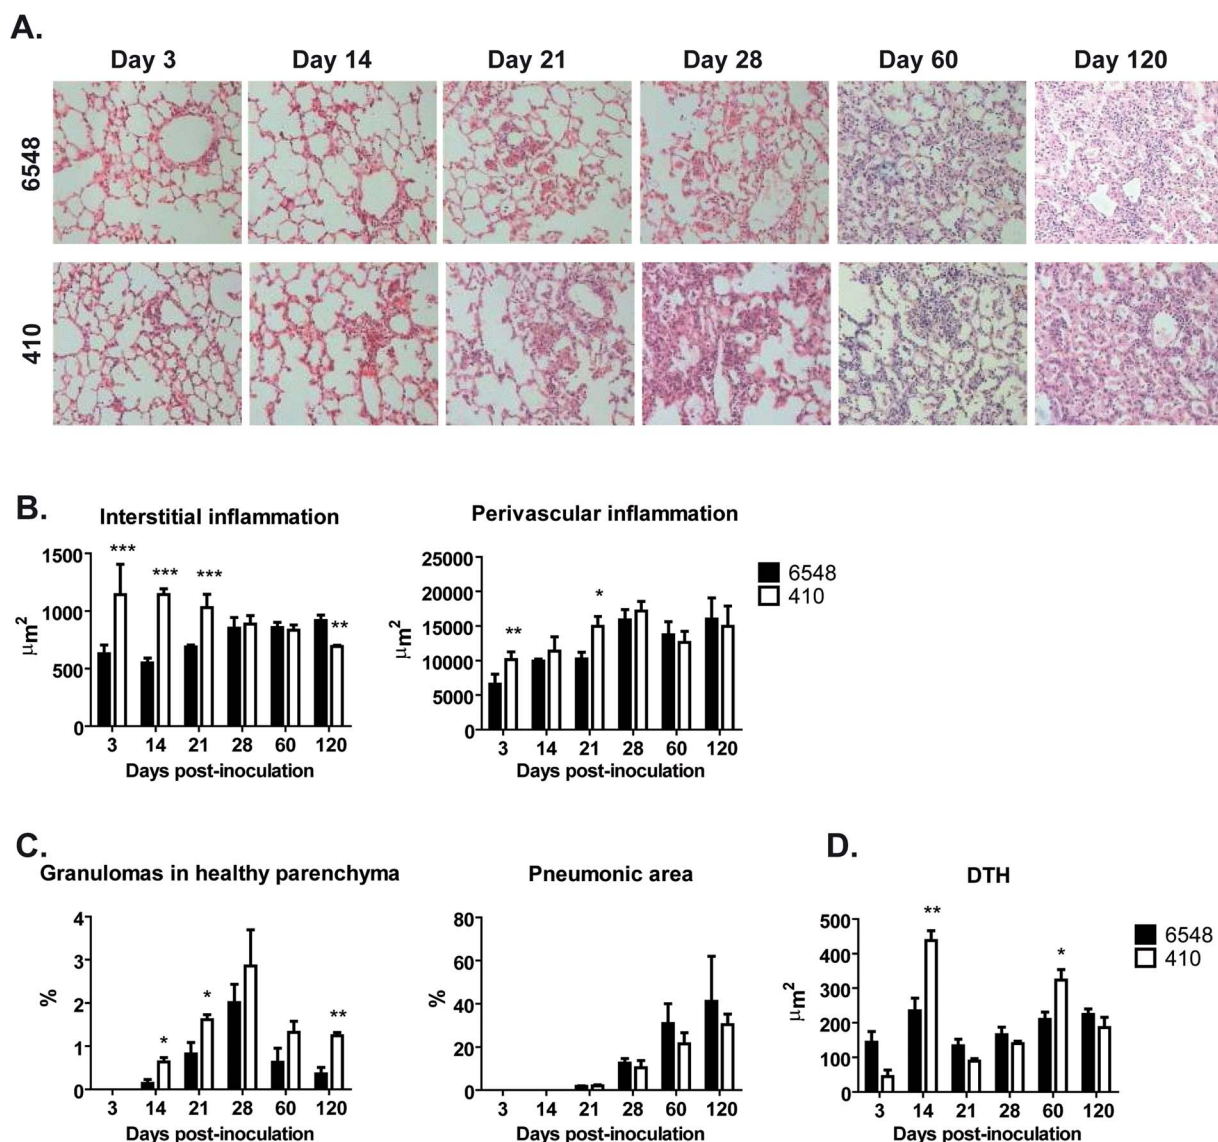 A.
Day 3 Day 14 Day 21 Day 28 Day 60 Day 120
6548
410
B.
Interstitial inflammation
1500
1000
500
0
μm²
*** *** *** **
3 14 21 28 60 120
Days post-inoculation
Perivascular inflammation
25000
20000
15000
10000
5000
0
μm²
** *
3 14 21 28 60 120
Days post-inoculation
6548
410
C.
Granulomas in healthy parenchyma
4
3
2
1
0
%
* * **
3 14 21 28 60 120
Days post-inoculation
Pneumonic area
80
60
40
20
0
%
3 14 21 28 60 120
Days post-inoculation
D.
DTH
500
400
300
200
100
0
μm²
** *
3 14 21 28 60 120
Days post-inoculation
6548
410